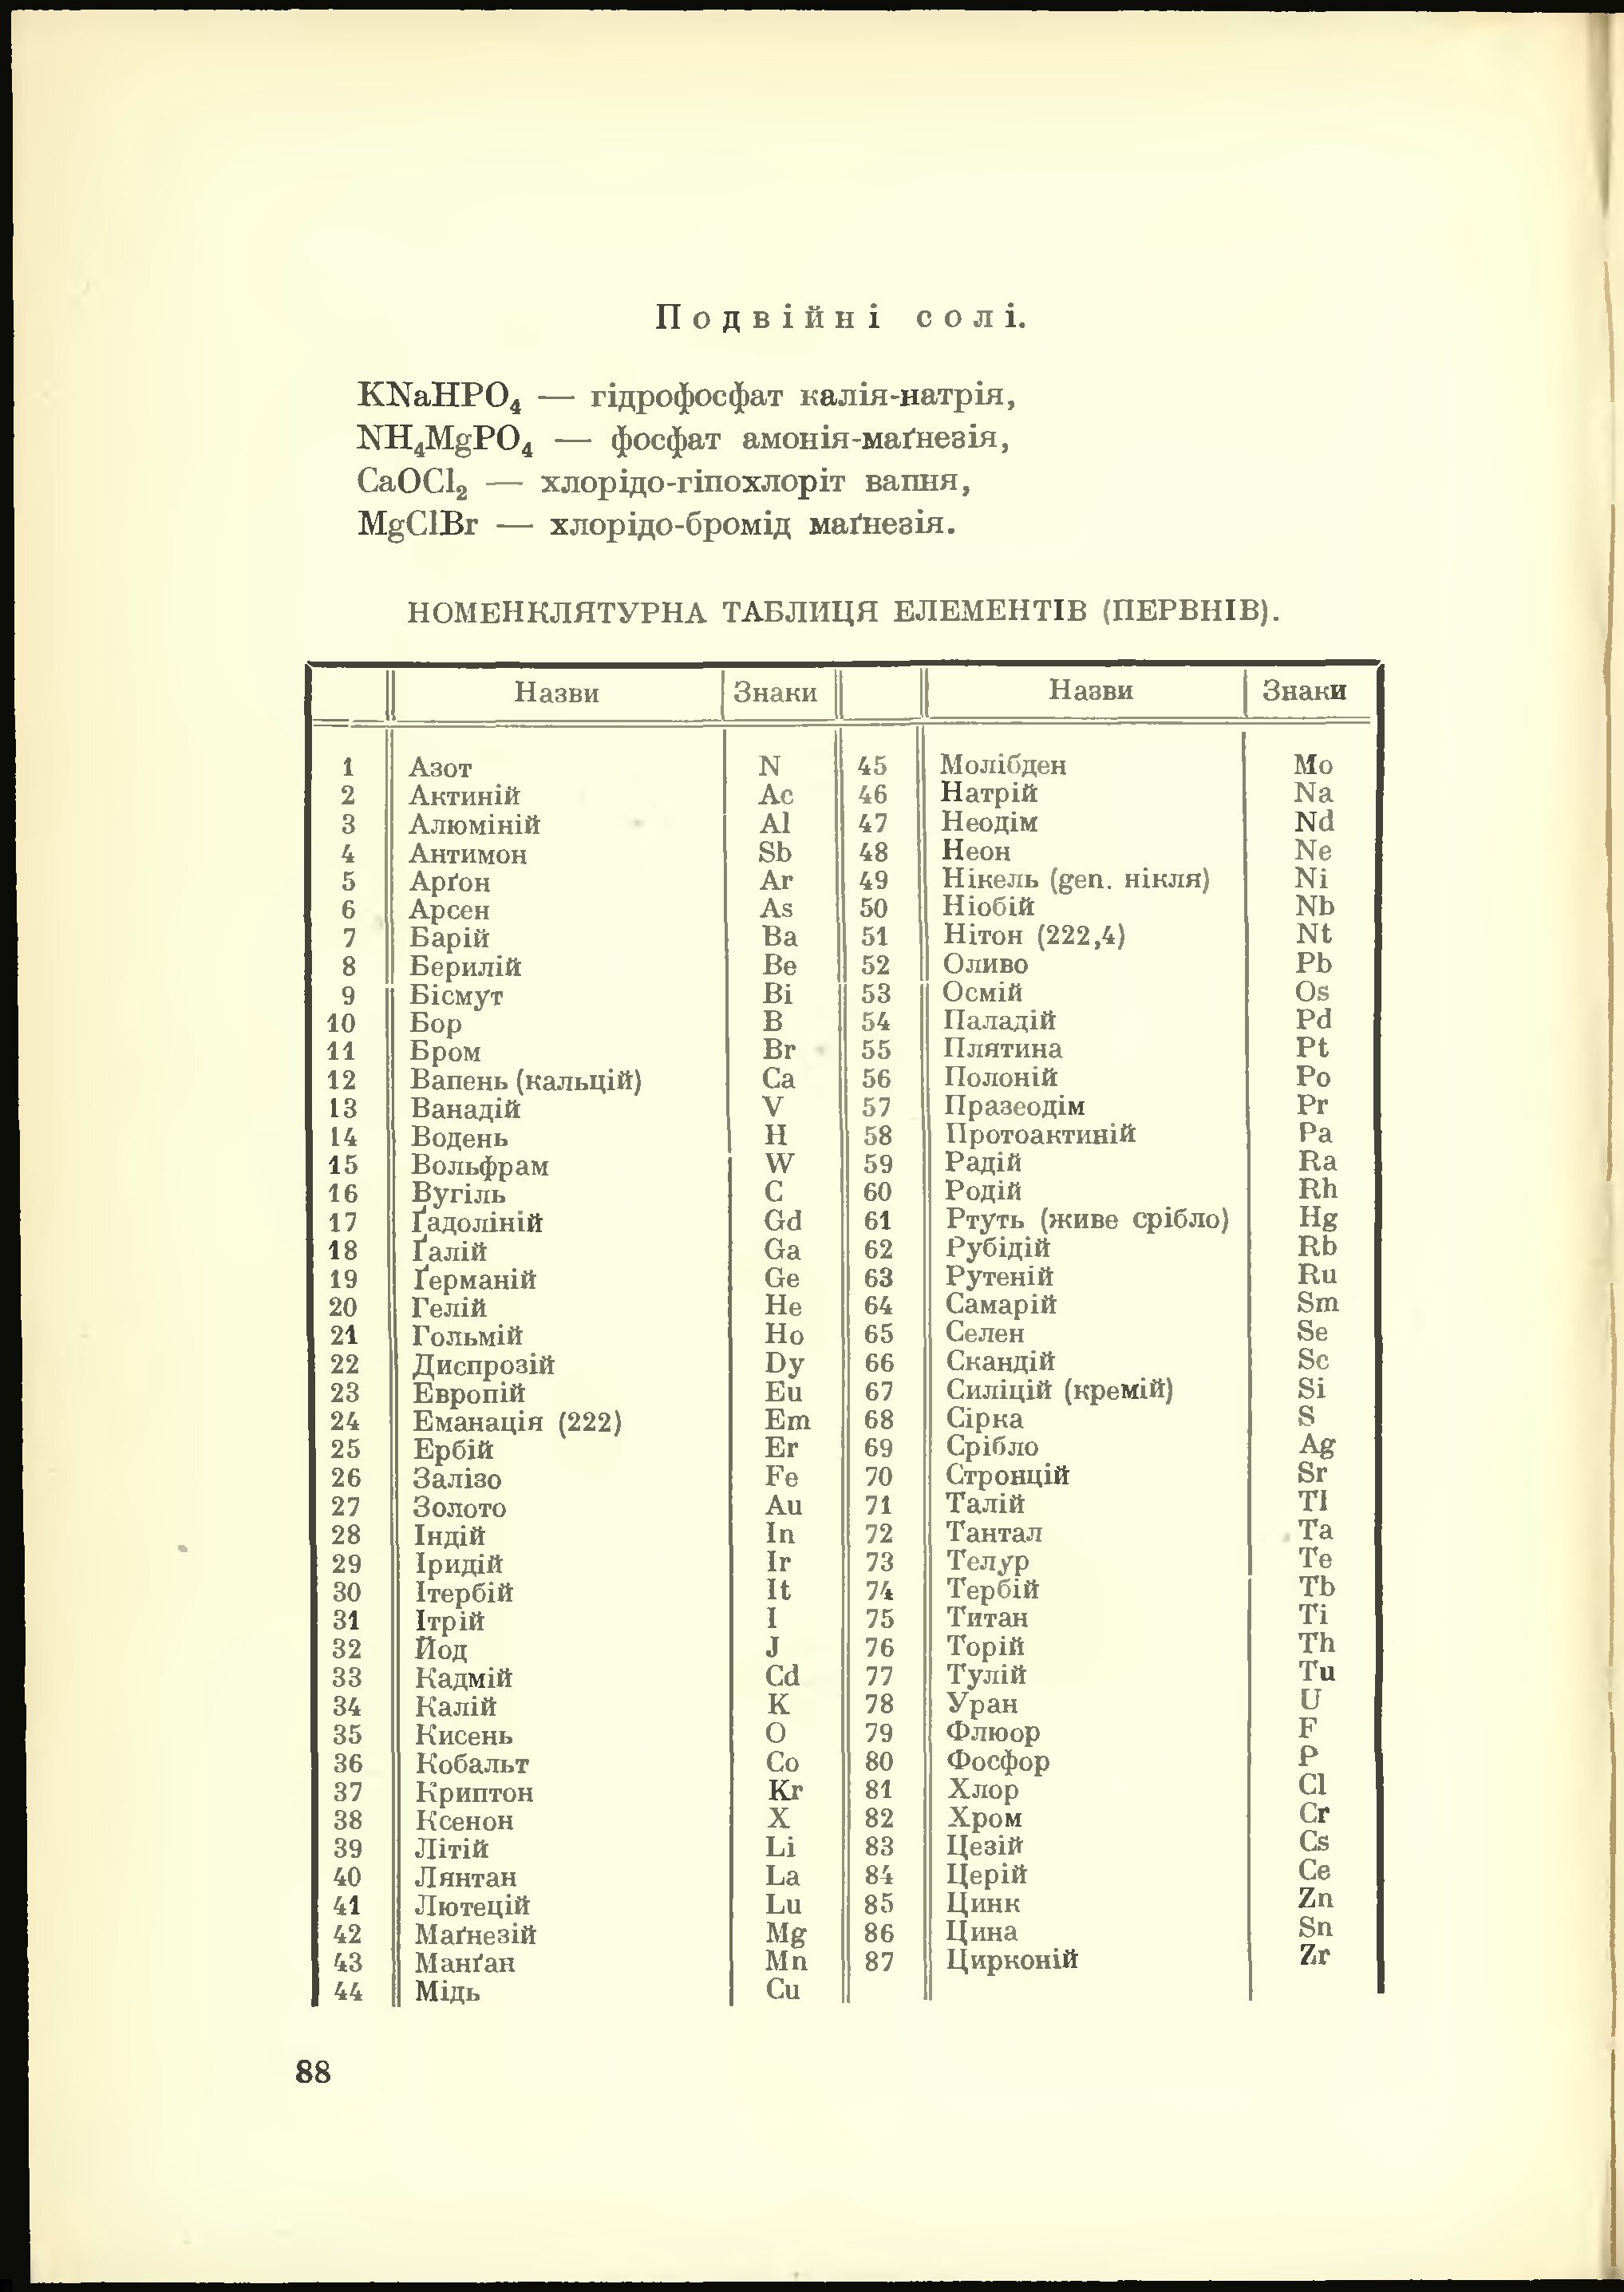 Подвійні солі.
KNaHPO₄ — гідрофосфат калія-натрія,
NH₄MgPO₄ — фосфат амонія-маґнезія,
CaOCl₂ — хлорідо-гіпохлоріт вапня,
MgClBr — хлорідо-бромід маґнезія.
НОМЕНКЛЯТУРНА ТАБЛИЦЯ ЕЛЕМЕНТІВ (ПЕРВНІВ).
Назви Знаки Назви Знаки
1 Азот N 45 Молібден Mo
2 Актиній Ac 46 Натрій Na
3 Алюміній Al 47 Неодім Nd
4 Антимон Sb 48 Неон Ne
5 Арґон Ar 49 Нікель (gen. нікля) Ni
6 Арсен As 50 Ніобій Nb
7 Барій Ba 51 Нітон (222,4) Nt
8 Берилій Be 52 Оливо Pb
9 Бісмут Bi 53 Осмій Os
10 Бор B 54 Паладій Pd
11 Бром Br 55 Плятина Pt
12 Вапень (кальцій) Ca 56 Полоній Po
13 Ванадій V 57 Празеодім Pr
14 Водень H 58 Протоактиній Pa
15 Вольфрам W 59 Радій Ra
16 Вугіль C 60 Родій Rh
17 Ґадоліній Gd 61 Ртуть (живе срібло) Hg
18 Ґалій Ga 62 Рубідій Rb
19 Ґерманій Ge 63 Рутеній Ru
20 Гелій He 64 Самарій Sm
21 Гольмій Ho 65 Селен Se
22 Диспрозій Dy 66 Скандій Sc
23 Европій Eu 67 Силіцій (кремій) Si
24 Еманація (222) Em 68 Сірка S
25 Ербій Er 69 Срібло Ag
26 Залізо Fe 70 Стронцій Sr
27 Золото Au 71 Талій Tl
28 Індій In 72 Тантал Ta
29 Іридій Ir 73 Телур Te
30 Ітербій It 74 Тербій Tb
31 Ітрій I 75 Титан Ti
32 Йод J 76 Торій Th
33 Кадмій Cd 77 Тулій Tu
34 Калій K 78 Уран U
35 Кисень O 79 Флюор F
36 Кобальт Co 80 Фосфор P
37 Криптон Kr 81 Хлор Cl
38 Ксенон X 82 Хром Cr
39 Літій Li 83 Цезій Cs
40 Лянтан La 84 Церій Ce
41 Лютецій Lu 85 Цинк Zn
42 Маґнезій Mg 86 Цина Sn
43 Манґан Mn 87 Цирконій Zr
44 Мідь Cu
88